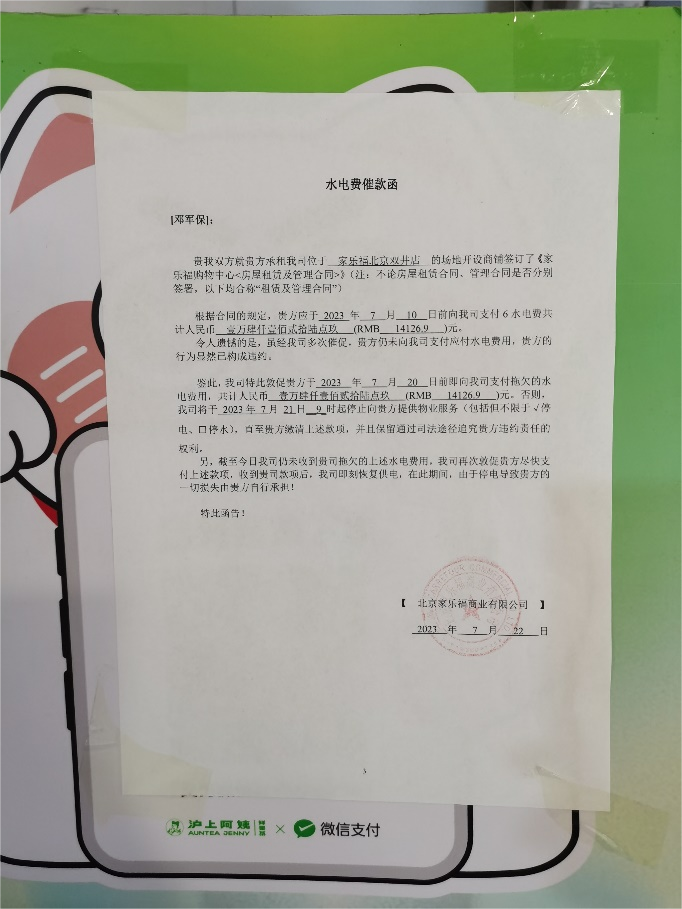 水电费催款函
[邓军保]：
贵我双方就贵方承租我司位于 家乐福北京双井店 的场地开设商铺签订了《家
乐福购物中心<房屋租赁及管理合同>》（注：不论房屋租赁合同、管理合同是否分别
签署，以下均合称“租赁及管理合同”）
根据合同的规定，贵方应于 2023 年 7 月 10 日前向我司支付 6 水电费共
计人民币 壹万肆仟壹佰贰拾陆点玖 (RMB 14126.9 )元。
令人遗憾的是，虽经我司多次催促，贵方仍未向我司支付应付水电费用，贵方的
行为显然已构成违约。
鉴此，我司特此敦促贵方于 2023 年 7 月 20 日前即向我司支付拖欠的水
电费用，共计人民币 壹万肆仟壹佰贰拾陆点玖 (RMB 14126.9 )元。否则，
我司将于 2023 年 7 月 21 日 9 时起停止向贵方提供物业服务（包括但不限于 √停
电、口停水），直至贵方缴清上述款项，并且保留通过司法途径追究贵方违约责任的
权利。
另，截至今日我司仍未收到贵司拖欠的上述水电费用，我司再次敦促贵方尽快支
付上述款项，收到贵司款项后，我司即刻恢复供电，在此期间，由于停电导致贵方的
一切损失由贵方自行承担！
特此函告！
【 北京家乐福商业有限公司 】
2023 年 7 月 22 日
3
沪上阿姨 AUNTEA JENNY × 微信支付